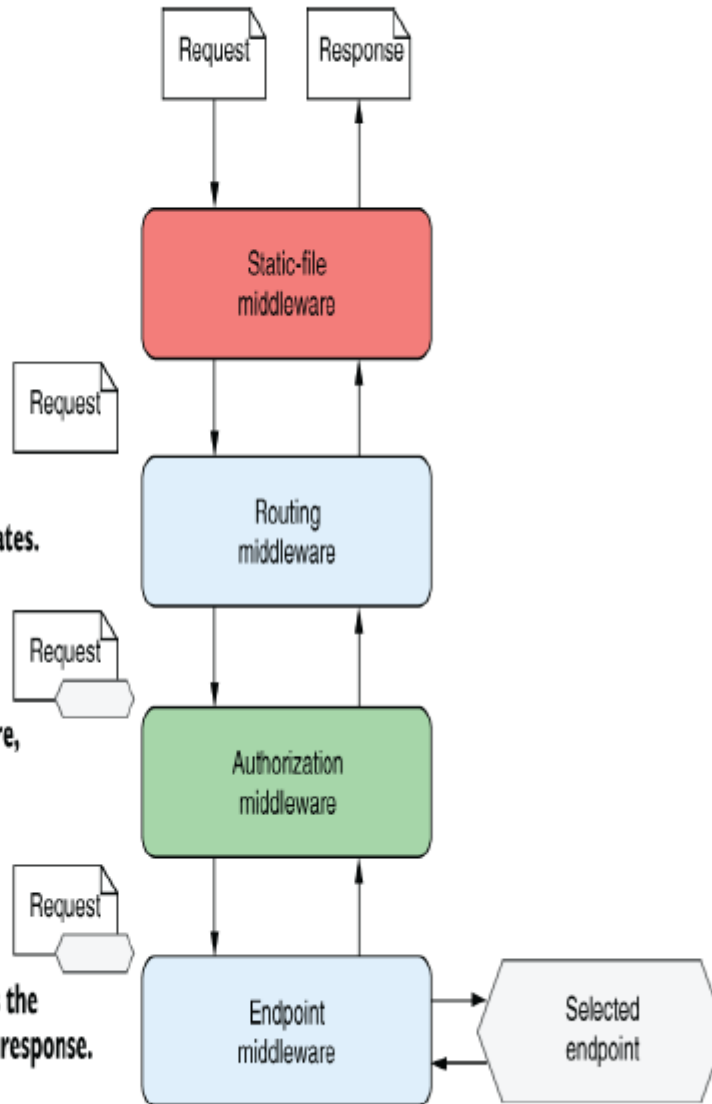 Request
Response
Static-file
middleware
Request
Routing
middleware
ates.
Request
re,
Authorization
middleware
Request
the
response.
Endpoint
middleware
Selected
endpoint